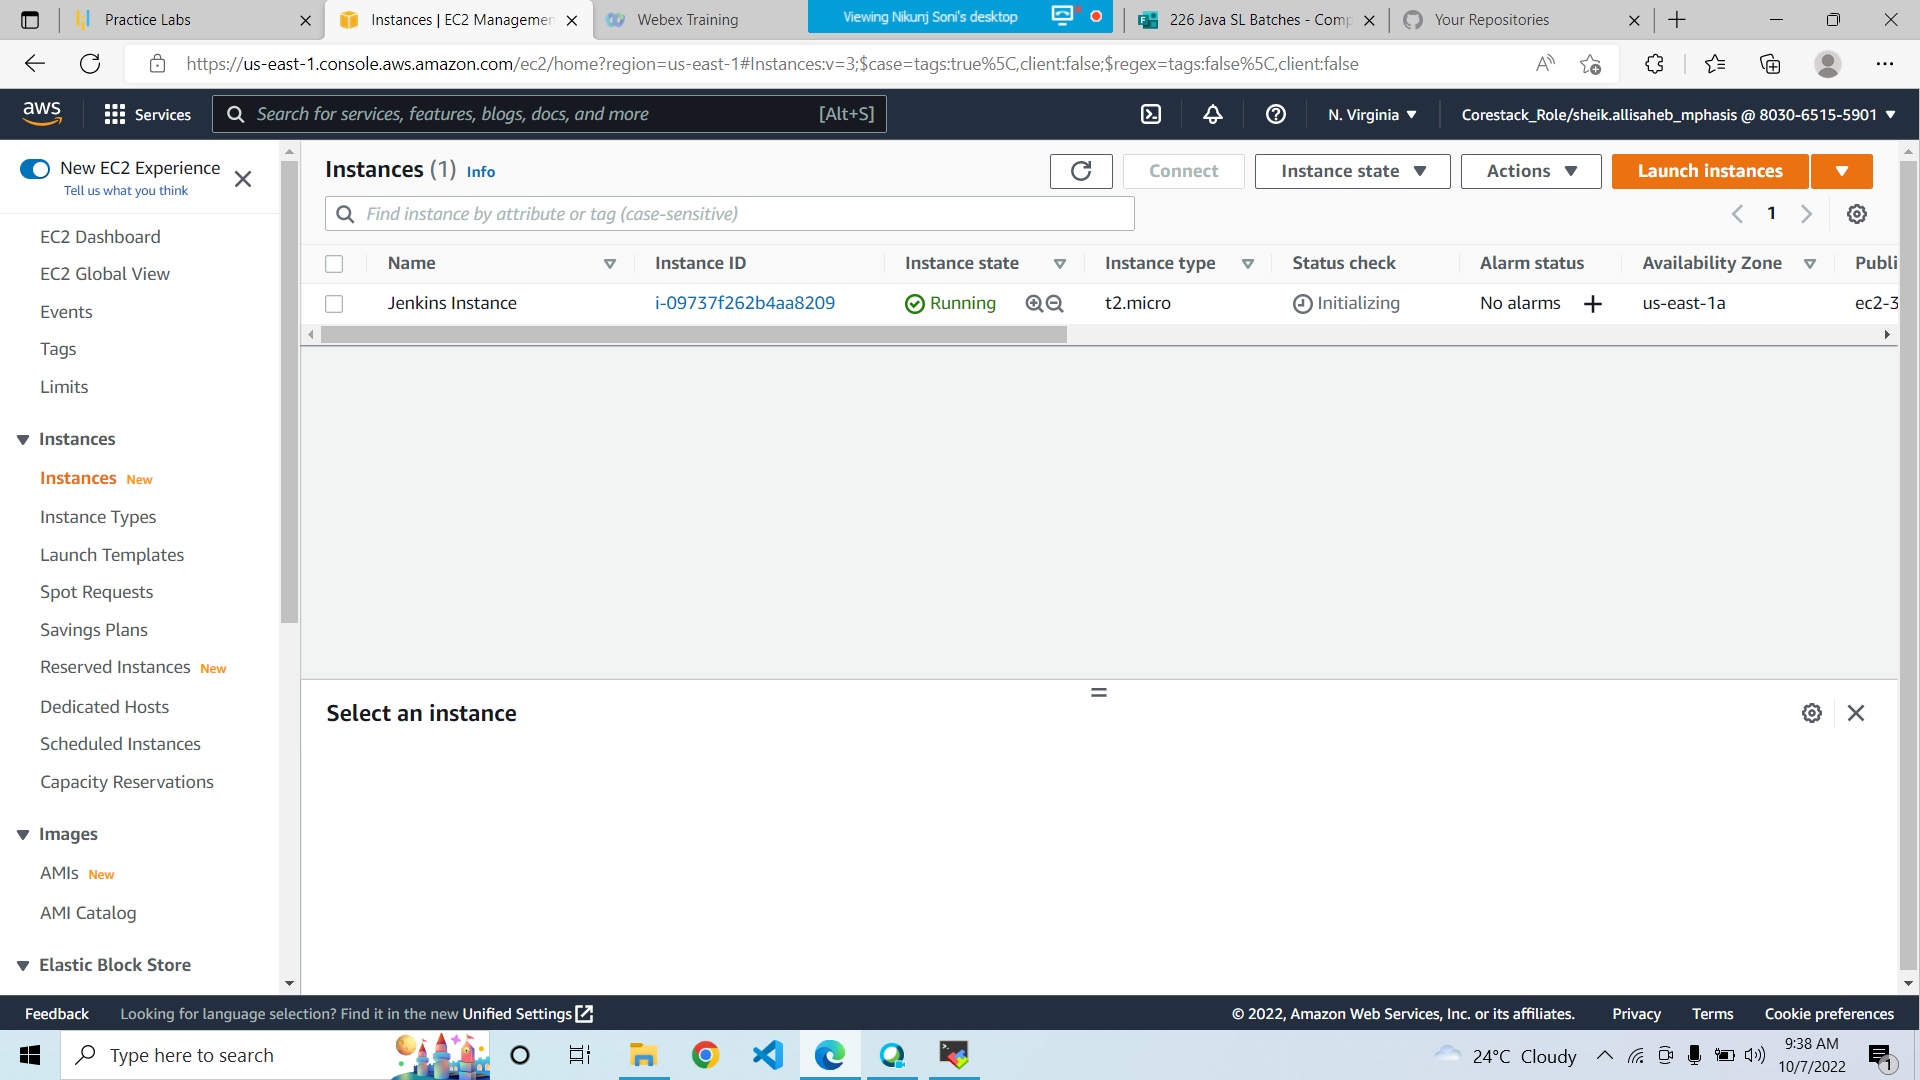 Practice Labs
Instances | EC2 Managemen
Webex Training
Viewing Nikunj Soni's desktop
226 Java SL Batches - Comp
Your Repositories
https://us-east-1.console.aws.amazon.com/ec2/home?region=us-east-1#Instances:v=3;$case=tags:true%5C,client:false;$regex=tags:false%5C,client:false
aws
Services
Search for services, features, blogs, docs, and more
[Alt+S]
N. Virginia
Corestack_Role/sheik.allisaheb_mphasis @ 8030-6515-5901
New EC2 Experience
Tell us what you think
EC2 Dashboard
EC2 Global View
Events
Tags
Limits
Instances
Instances New
Instance Types
Launch Templates
Spot Requests
Savings Plans
Reserved Instances New
Dedicated Hosts
Scheduled Instances
Capacity Reservations
Images
AMIs New
AMI Catalog
Elastic Block Store
Instances (1) Info
Connect
Instance state
Actions
Launch instances
Find instance by attribute or tag (case-sensitive)
1
Name Instance ID Instance state Instance type Status check Alarm status Availability Zone Publi
Jenkins Instance i-09737f262b4aa8209 Running t2.micro Initializing No alarms us-east-1a ec2-3
Select an instance
Feedback
Looking for language selection? Find it in the new Unified Settings
© 2022, Amazon Web Services, Inc. or its affiliates.
Privacy
Terms
Cookie preferences
Type here to search
24°C Cloudy
9:38 AM
10/7/2022
1